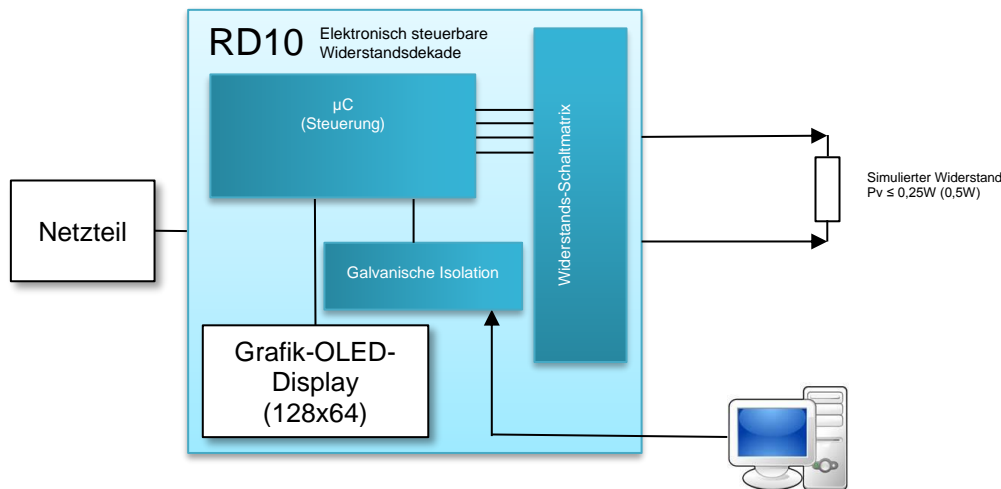 RD10
Elektronisch steuerbare
Widerstandsdekade
µC
(Steuerung)
Widerstands-Schaltmatrix
Simulierter Widerstand
Pv ≤ 0,25W (0,5W)
Netzteil
Galvanische Isolation
Grafik-OLED-
Display
(128x64)